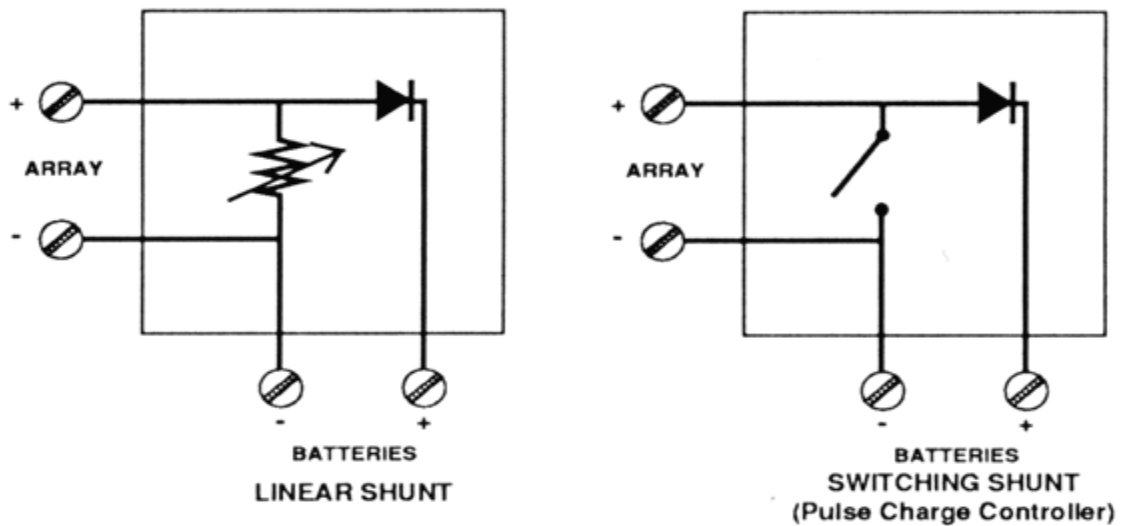 +
ARRAY
-
-
+
BATTERIES
LINEAR SHUNT
+
ARRAY
-
-
+
BATTERIES
SWITCHING SHUNT
(Pulse Charge Controller)